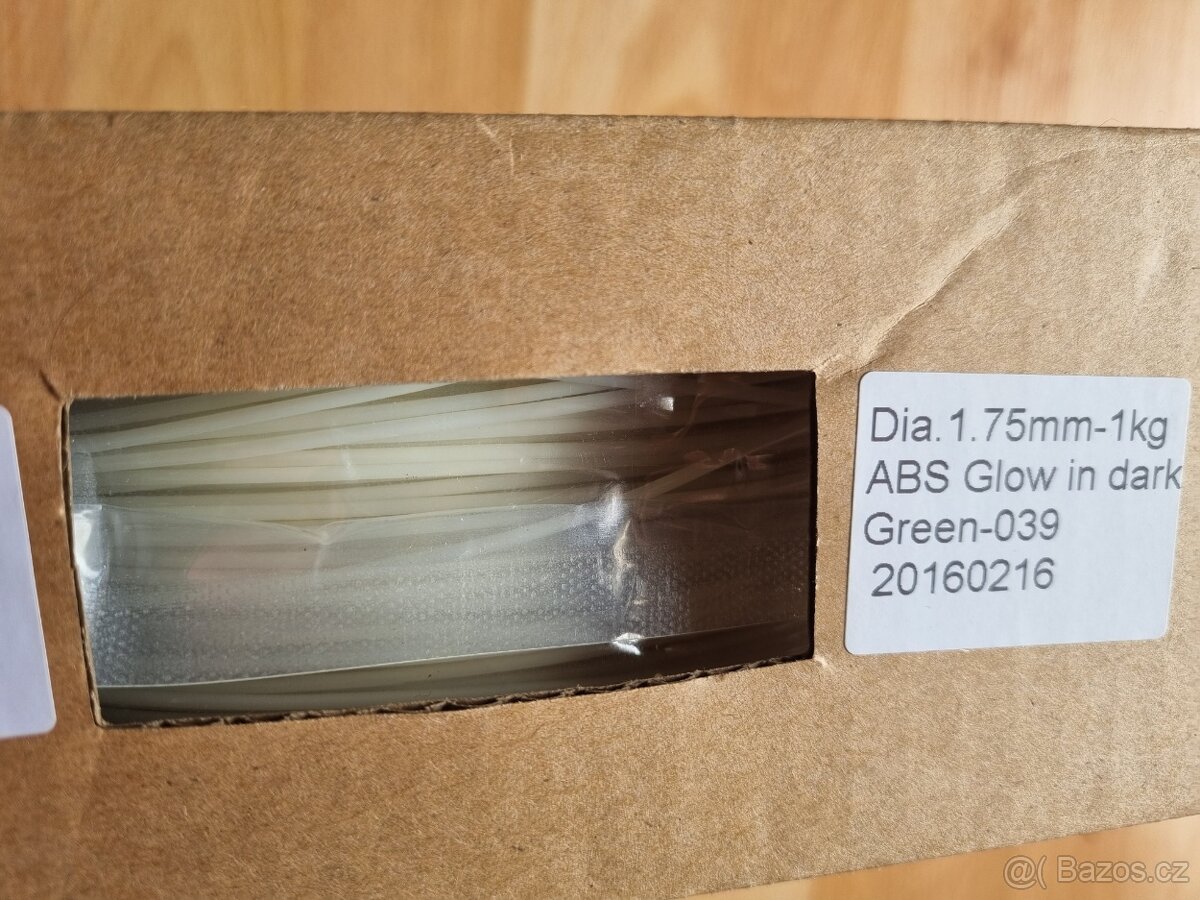 Dia.1.75mm-1kg
ABS Glow in dark
Green-039
20160216
@( Bazos.cz